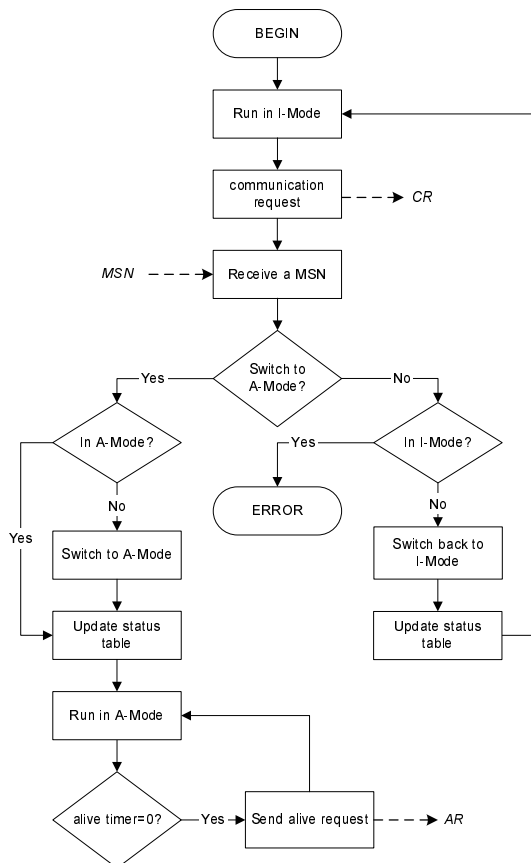 BEGIN
Run in I-Mode
communication
request
CR
MSN
Receive a MSN
Switch to
A-Mode?
Yes
No
In A-Mode?
Yes
In I-Mode?
No
ERROR
No
Yes
Switch to A-Mode
Switch back to
I-Mode
Update status
table
Update status
table
Run in A-Mode
alive timer=0?
Yes
Send alive request
AR